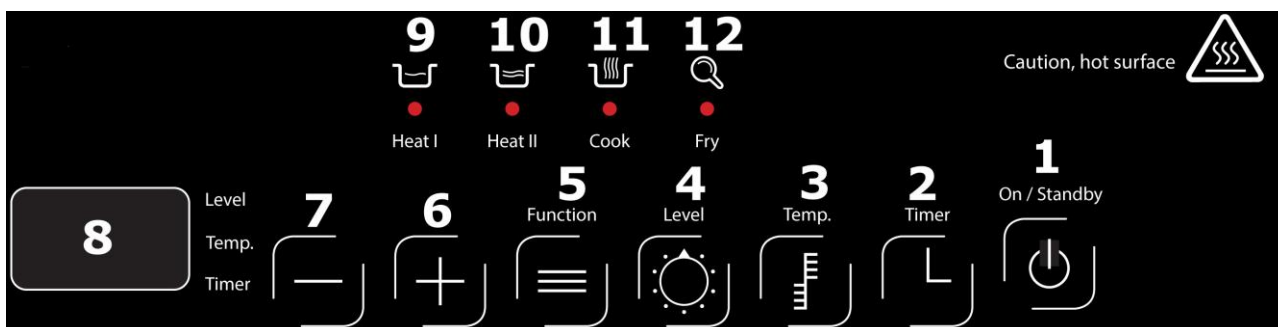 9 10 11 12
Caution, hot surface
Heat I Heat II Cook Fry
1
On / Standby
8
Level
Temp.
Timer
7
6
5
Function
4
Level
3
Temp.
2
Timer